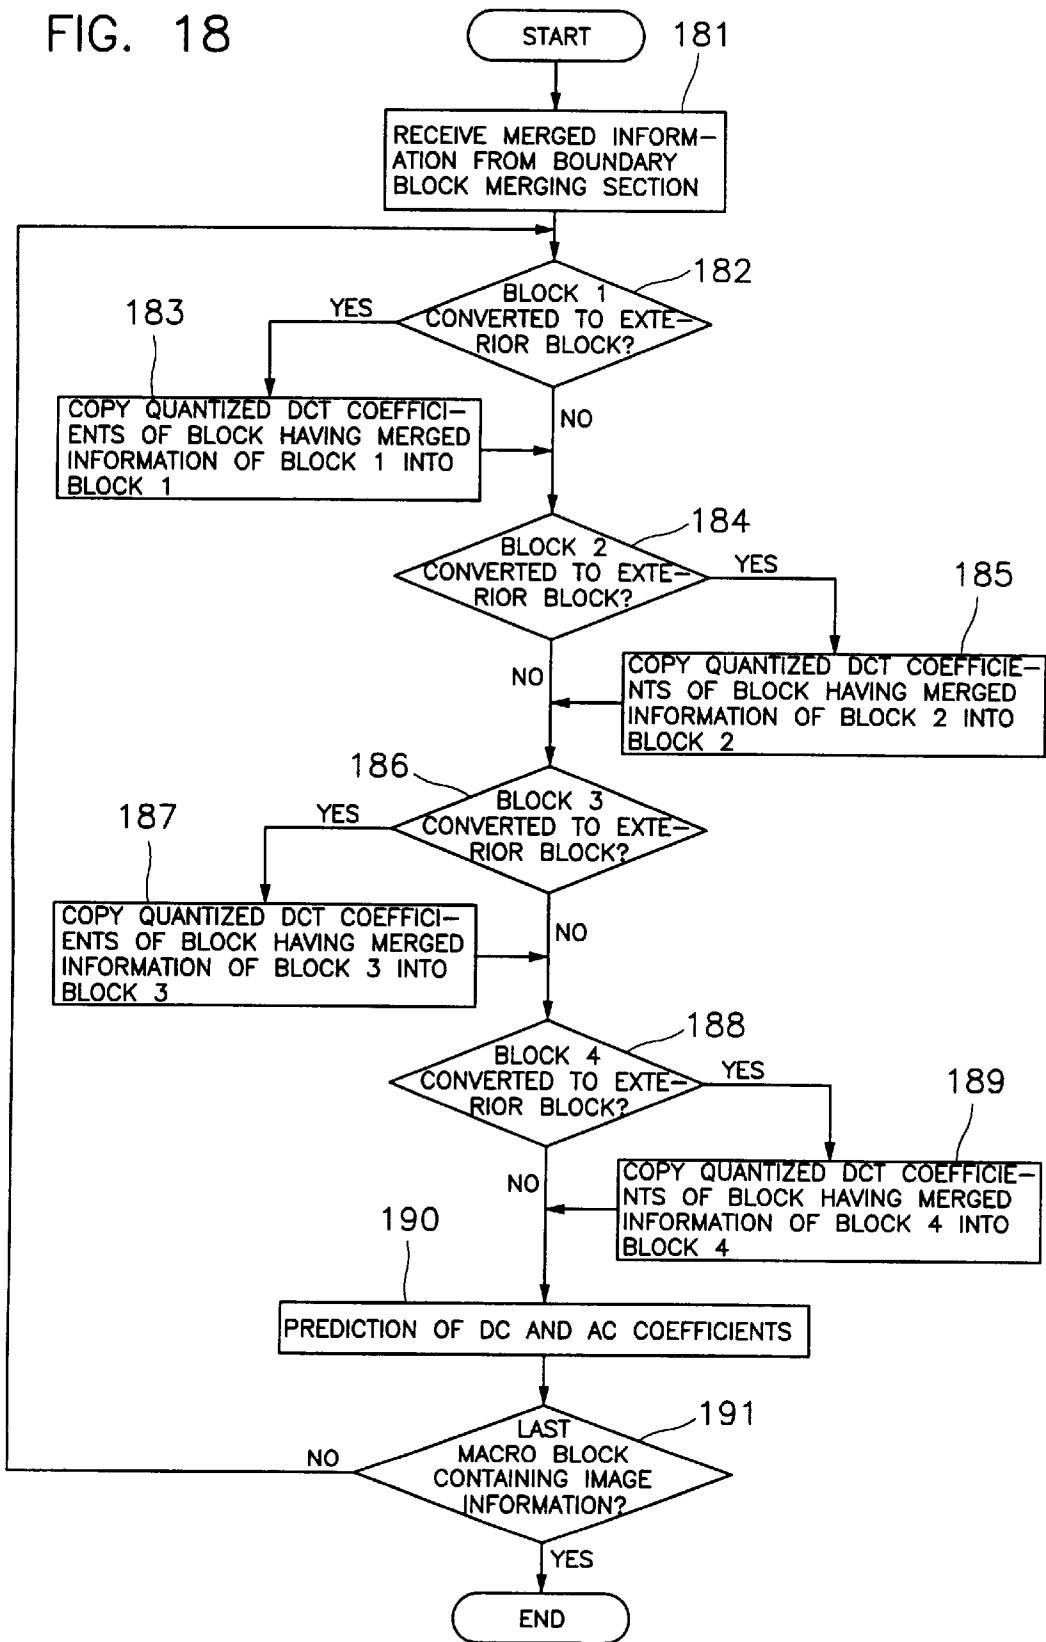 FIG. 18
START
181
RECEIVE MERGED INFORM-
ATION FROM BOUNDARY
BLOCK MERGING SECTION
182
BLOCK 1
CONVERTED TO EXTE-
RIOR BLOCK?
YES
NO
183
COPY QUANTIZED DCT COEFFICI-
ENTS OF BLOCK HAVING MERGED
INFORMATION OF BLOCK 1 INTO
BLOCK 1
184
BLOCK 2
CONVERTED TO EXTE-
RIOR BLOCK?
YES
NO
185
COPY QUANTIZED DCT COEFFICIE-
NTS OF BLOCK HAVING MERGED
INFORMATION OF BLOCK 2 INTO
BLOCK 2
186
BLOCK 3
CONVERTED TO EXTE-
RIOR BLOCK?
YES
NO
187
COPY QUANTIZED DCT COEFFICI-
ENTS OF BLOCK HAVING MERGED
INFORMATION OF BLOCK 3 INTO
BLOCK 3
188
BLOCK 4
CONVERTED TO EXTE-
RIOR BLOCK?
YES
NO
189
COPY QUANTIZED DCT COEFFICIE-
NTS OF BLOCK HAVING MERGED
INFORMATION OF BLOCK 4 INTO
BLOCK 4
190
PREDICTION OF DC AND AC COEFFICIENTS
191
LAST
MACRO BLOCK
CONTAINING IMAGE
INFORMATION?
NO
YES
END